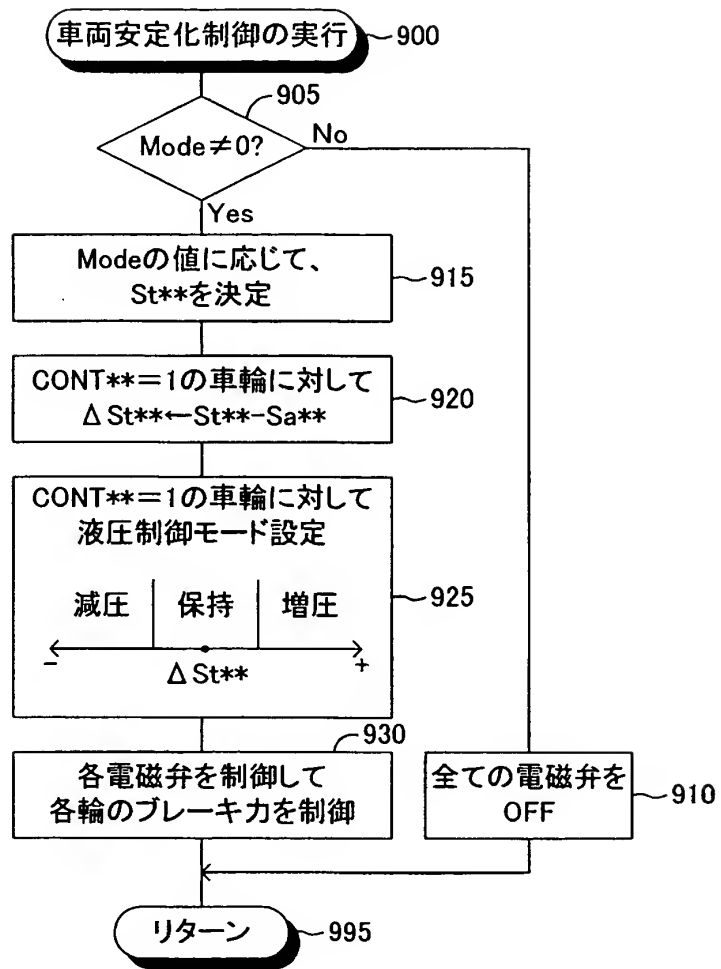 車両安定化制御の実行
900
905
Mode≠0?
No
Yes
Modeの値に応じて、
St**を決定
915
CONT**=1の車輪に対して
ΔSt**←St**-Sa**
920
CONT**=1の車輪に対して
液圧制御モード設定
減圧 保持 増圧
- +
ΔSt**
925
930
各電磁弁を制御して
各輪のブレーキ力を制御
全ての電磁弁を
OFF
910
リターン
995